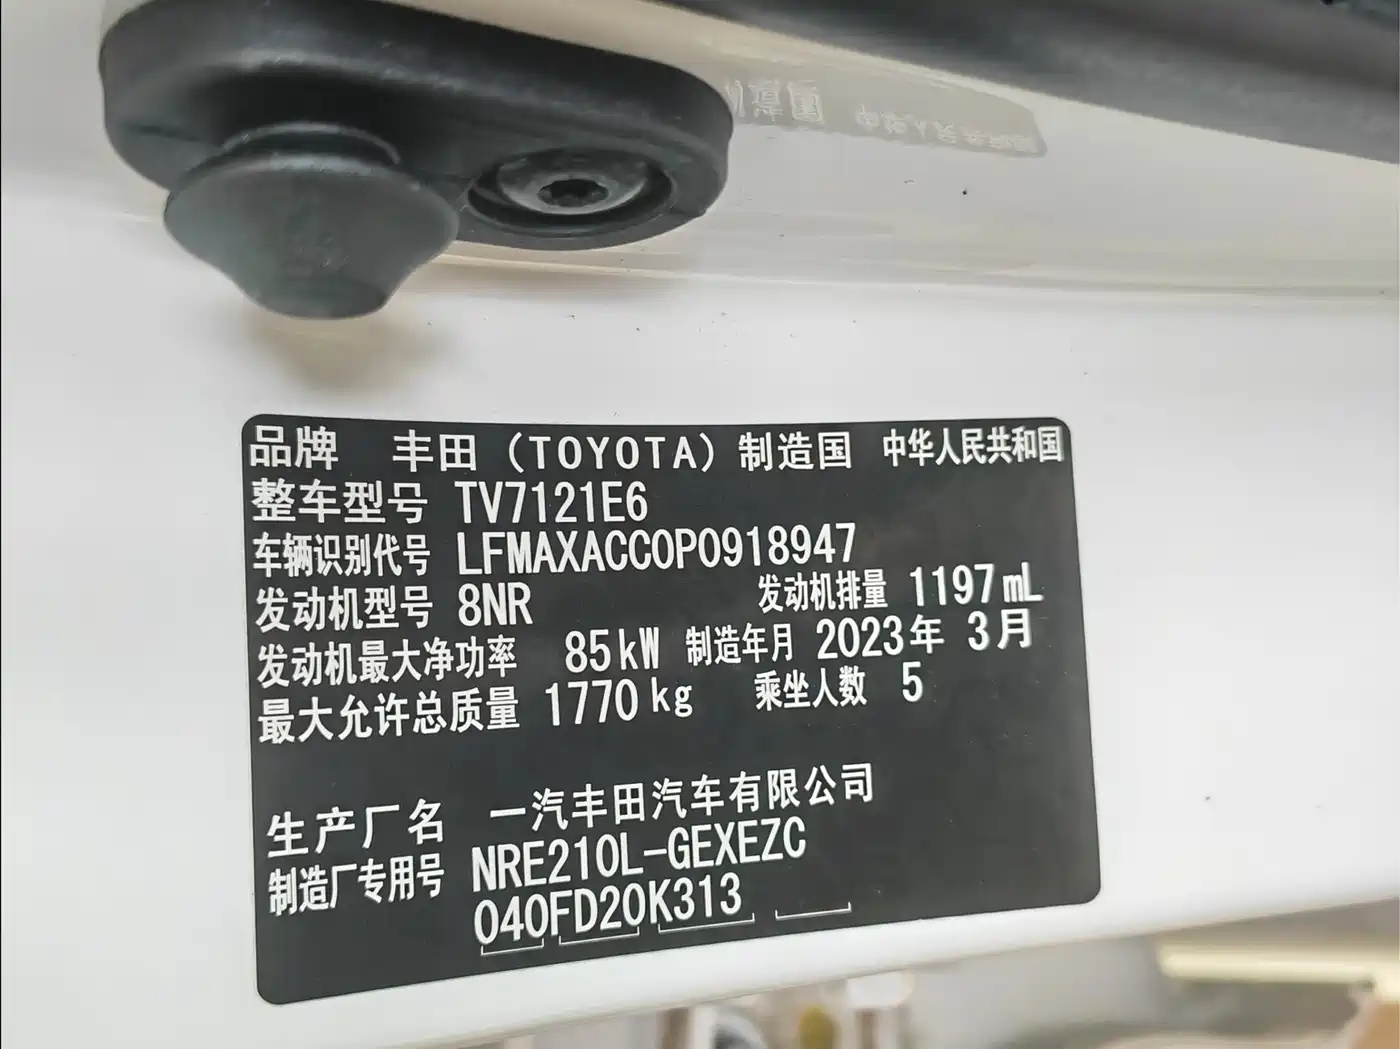 品牌 丰田（TOYOTA）制造国 中华人民共和国
整车型号 TV7121E6
车辆识别代号 LFMAXACC0P0918947
发动机型号 8NR 发动机排量 1197mL
发动机最大净功率 85kW 制造年月 2023年 3月
最大允许总质量 1770kg 乘坐人数 5
生产厂名 一汽丰田汽车有限公司
制造厂专用号 NRE210L-GEXEZC
040FD20K313